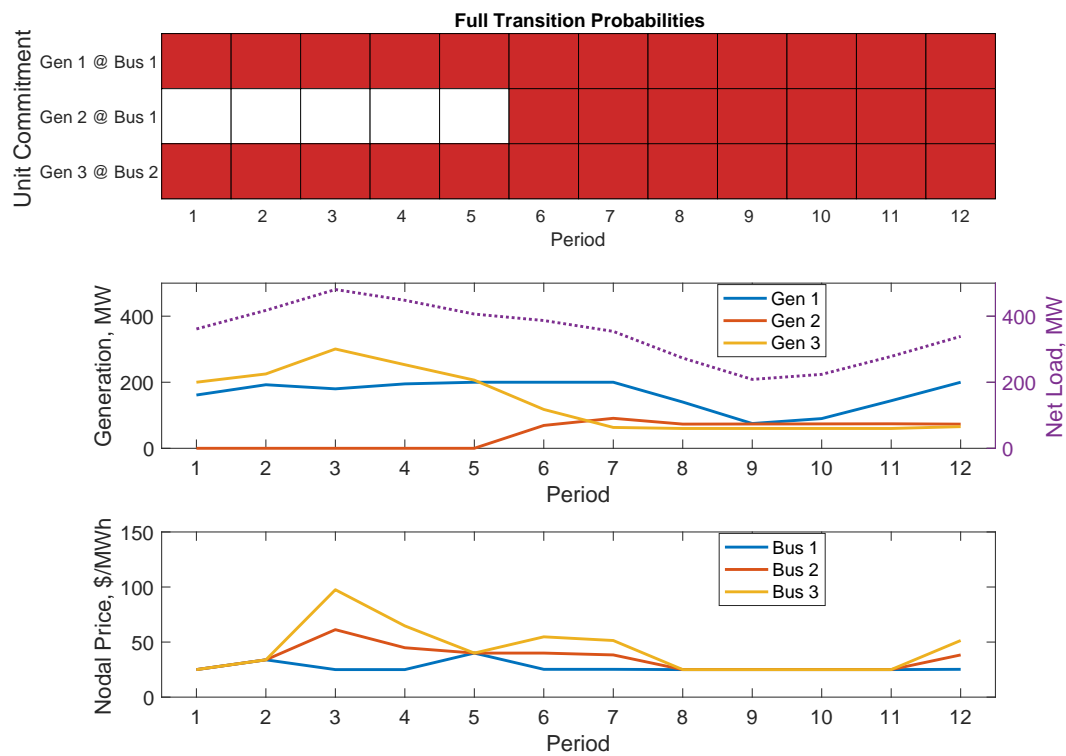 Full Transition Probabilities
Unit Commitment
Gen 1 @ Bus 1
Gen 2 @ Bus 1
Gen 3 @ Bus 2
1 2 3 4 5 6 7 8 9 10 11 12
Period
Generation, MW
400
200
0
Gen 1
Gen 2
Gen 3
400
200
0
Net Load, MW
1 2 3 4 5 6 7 8 9 10 11 12
Period
Nodal Price, $/MWh
150
100
50
0
Bus 1
Bus 2
Bus 3
1 2 3 4 5 6 7 8 9 10 11 12
Period